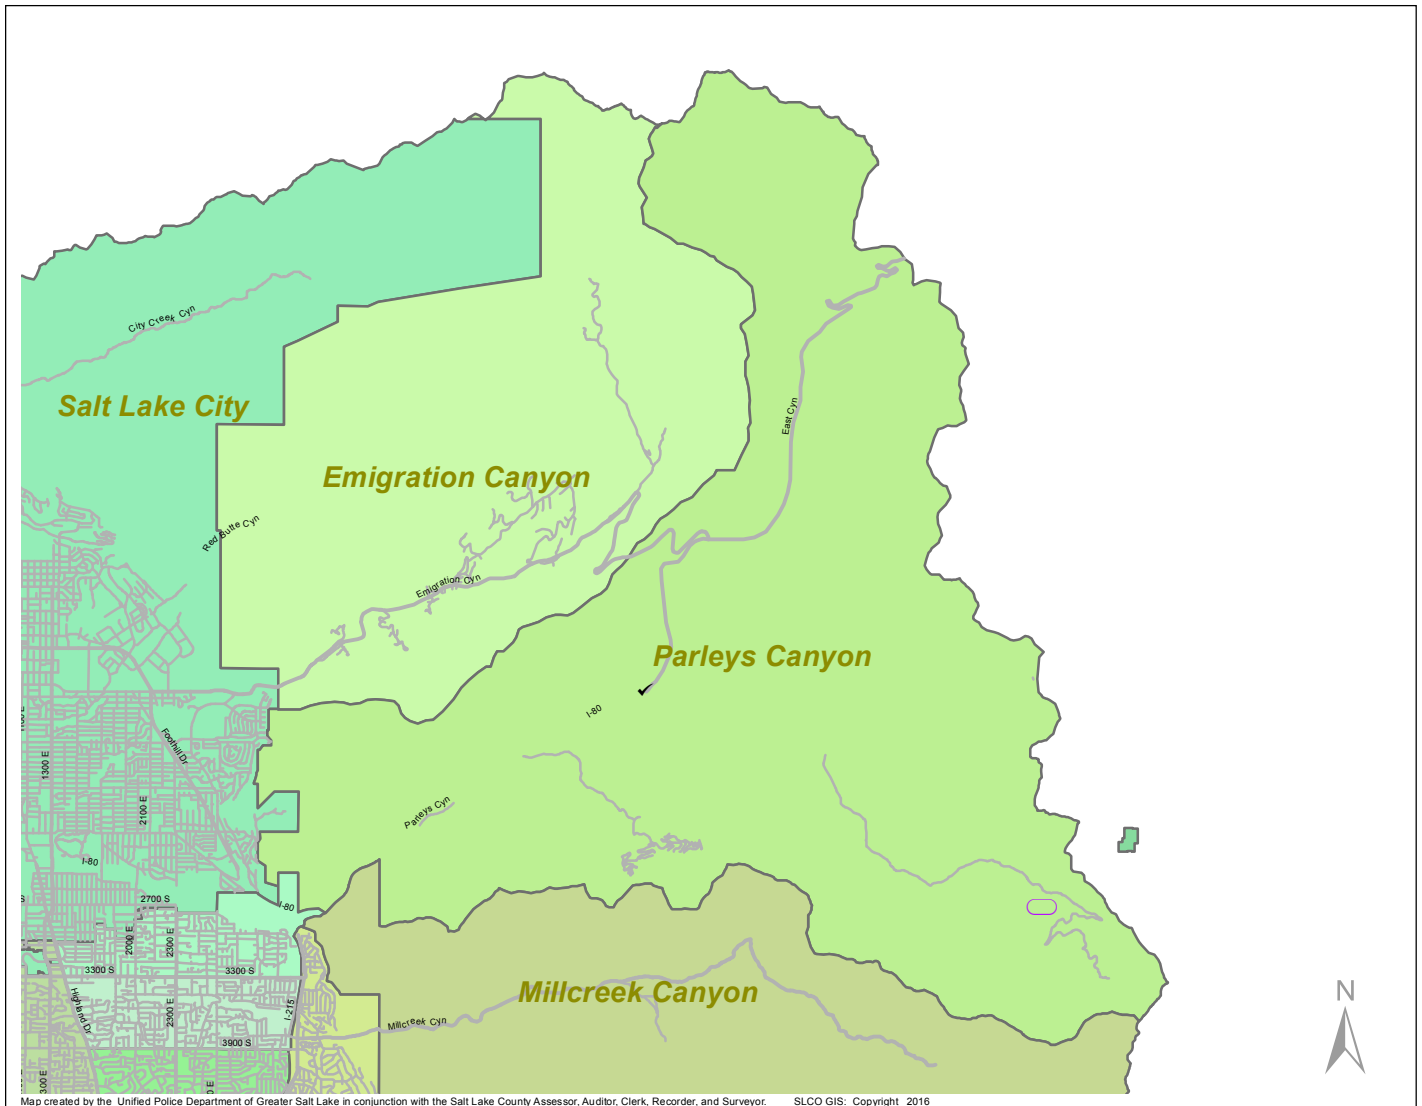 City Creek Cyn
Salt Lake City
East Cyn
Emigration Canyon
Red Butte Cyn
Emigration Cyn
Parleys Canyon
I-80
Foothill Dr
1300 E
2100 E
Parleys Cyn
I-80
2700 S
S
I-80
2000 E
2300 E
3300 S
3300 S
N
Millcreek Canyon
Highland Dr
2300 E
I-215
Millcreek Cyn
3900 S
Map created by the Unified Police Department of Greater Salt Lake in conjunction with the Salt Lake County Assessor, Auditor, Clerk, Recorder, and Surveyor. SLCO GIS: Copyright 2016